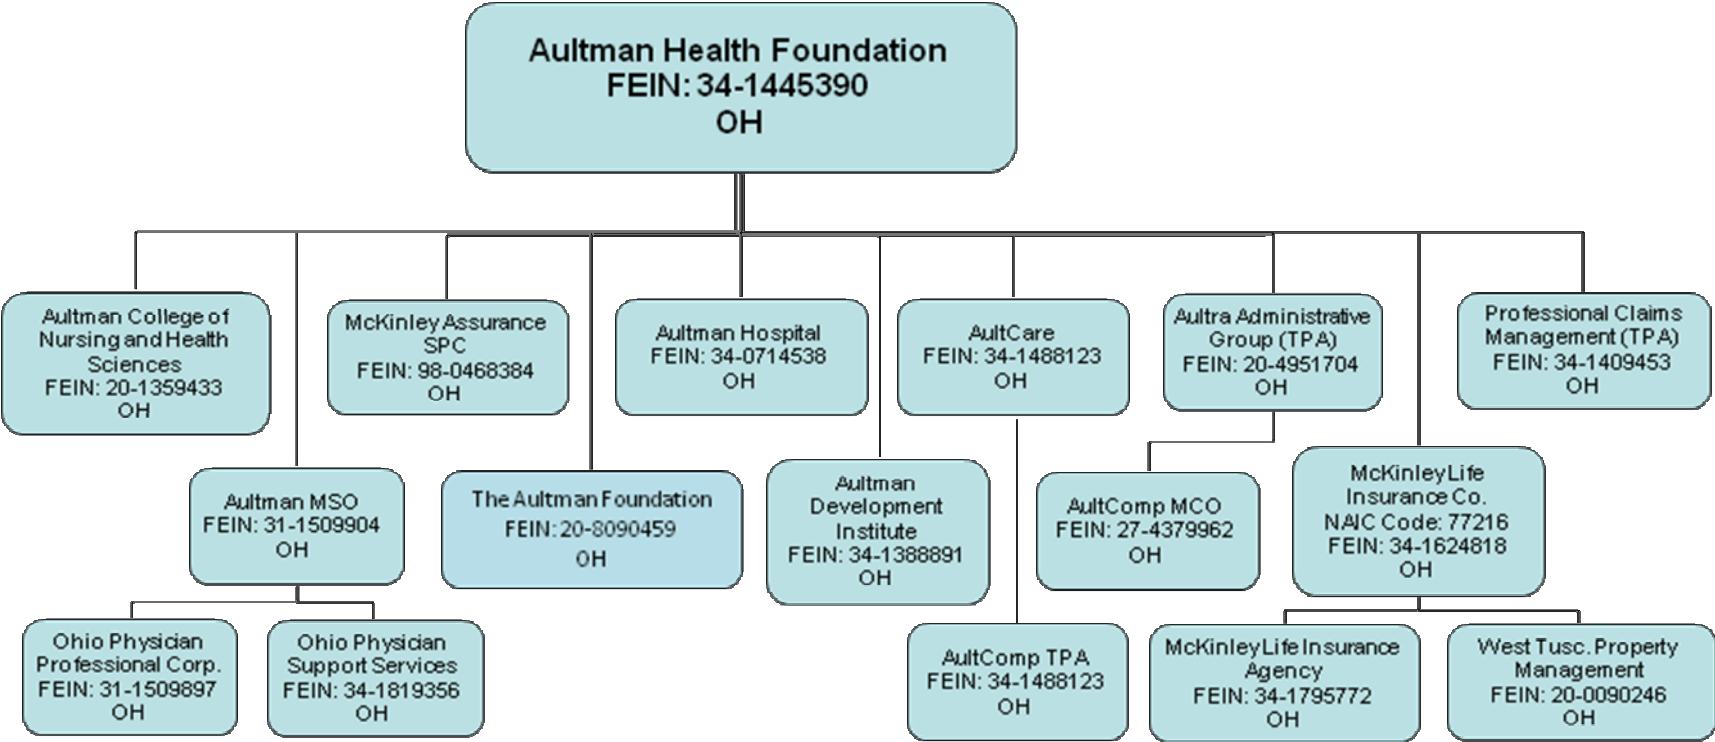 Aultman Health Foundation
FEIN: 34-1445390
OH
Aultman College of
Nursing and Health
Sciences
FEIN: 20-1359433
OH
McKinley Assurance
SPC
FEIN: 98-0468384
OH
Aultman Hospital
FEIN: 34-0714538
OH
AultCare
FEIN: 34-1488123
OH
Aultra Administrative
Group (TPA)
FEIN: 20-4951704
OH
Professional Claims
Management (TPA)
FEIN: 34-1409453
OH
Aultman MSO
FEIN: 31-1509904
OH
The Aultman Foundation
FEIN: 20-8090459
OH
Aultman
Development
Institute
FEIN: 34-1388891
OH
AultComp MCO
FEIN: 27-4379962
OH
McKinley Life
Insurance Co.
NAIC Code: 77216
FEIN: 34-1624818
OH
Ohio Physician
Professional Corp.
FEIN: 31-1509897
OH
Ohio Physician
Support Services
FEIN: 34-1819356
OH
AultComp TPA
FEIN: 34-1488123
OH
McKinley Life Insurance
Agency
FEIN: 34-1795772
OH
West Tusc. Property
Management
FEIN: 20-0090246
OH